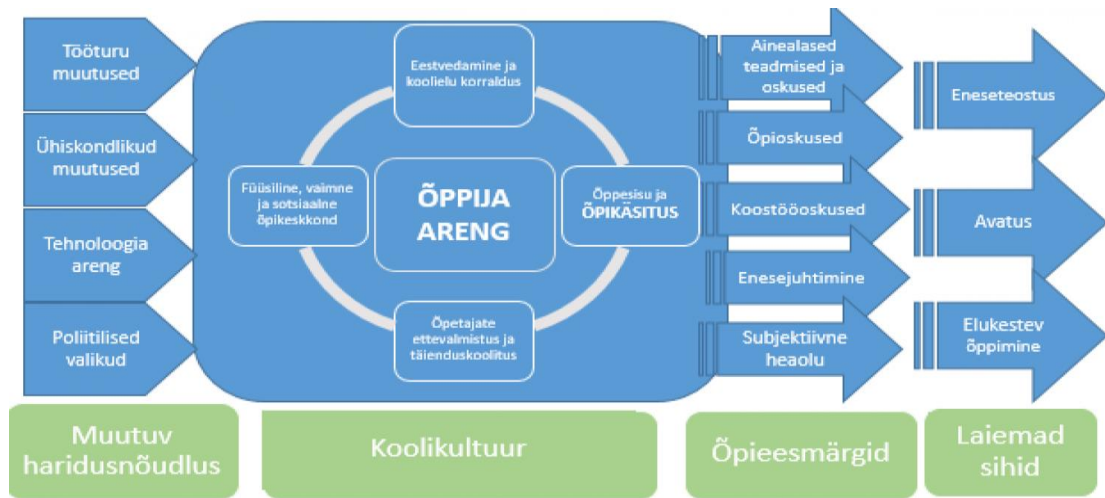 Tööturu
muutused
Ühiskondlikud
muutused
Tehnoloogia
areng
Poliitilised
valikud
Eestvedamine ja
koolielu korraldus
Füüsiline, vaimne
ja sotsiaalne
õpikeskkond
ÕPPIJA
ARENG
Õppesisu ja
ÕPIKÄSITUS
Õpetajate
ettevalmistus ja
täienduskoolitus
Ainealased
teadmised ja
oskused
Õpioskused
Koostööoskused
Enesejuhtimine
Subjektiivne
heaolu
Eneseteostus
Avatus
Elukestev
õppimine
Muutuv
haridusnõudlus
Koolikultuur
Õpieesmärgid
Laiemad
sihid